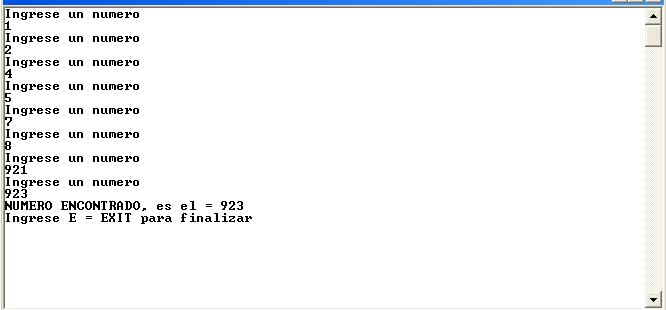 Ingrese un numero
1
Ingrese un numero
2
Ingrese un numero
4
Ingrese un numero
5
Ingrese un numero
7
Ingrese un numero
8
Ingrese un numero
921
Ingrese un numero
923
NUMERO ENCONTRADO, es el = 923
Ingrese E = EXIT para finalizar